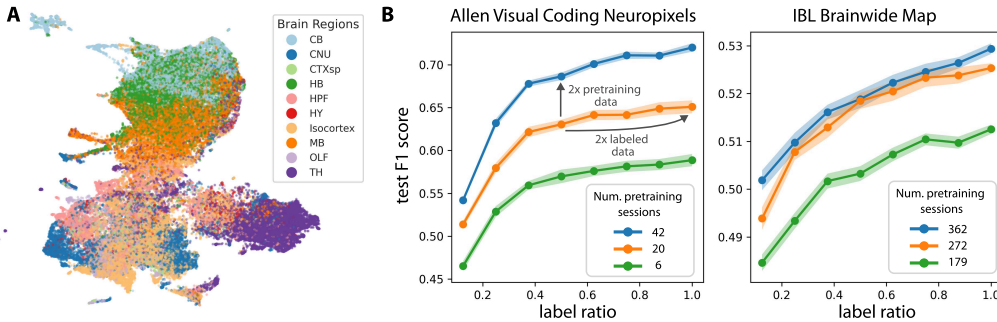 A
Brain Regions
CB
CNU
CTXsp
HB
HPF
HY
Isocortex
MB
OLF
TH
B
Allen Visual Coding Neuropixels
test F1 score
0.70
0.65
0.60
0.55
0.50
0.45
2x pretraining
data
2x labeled
data
Num. pretraining
sessions
42
20
6
0.2
0.4
0.6
0.8
1.0
label ratio
IBL Brainwide Map
0.53
0.52
0.51
0.50
0.49
Num. pretraining
sessions
362
272
179
0.2
0.4
0.6
0.8
1.0
label ratio